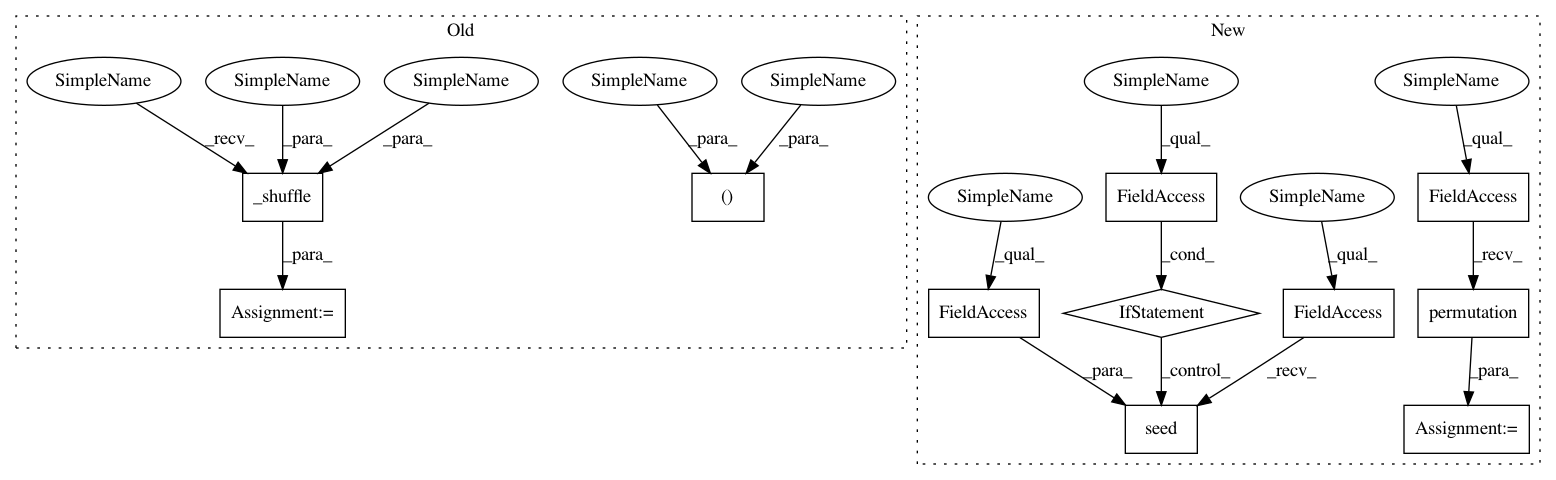 Old
New
SimpleName
SimpleName
SimpleName
SimpleName
SimpleName
SimpleName
SimpleName
_recv_
_para_
_para_
_para_
_para_
_qual_
_qual_
_shuffle
()
SimpleName
FieldAccess
SimpleName
FieldAccess
_para_
_qual_
_cond_
_qual_
_recv_
Assignment:=
FieldAccess
IfStatement
FieldAccess
permutation
_para_
_control_
_recv_
_para_
seed
Assignment:=